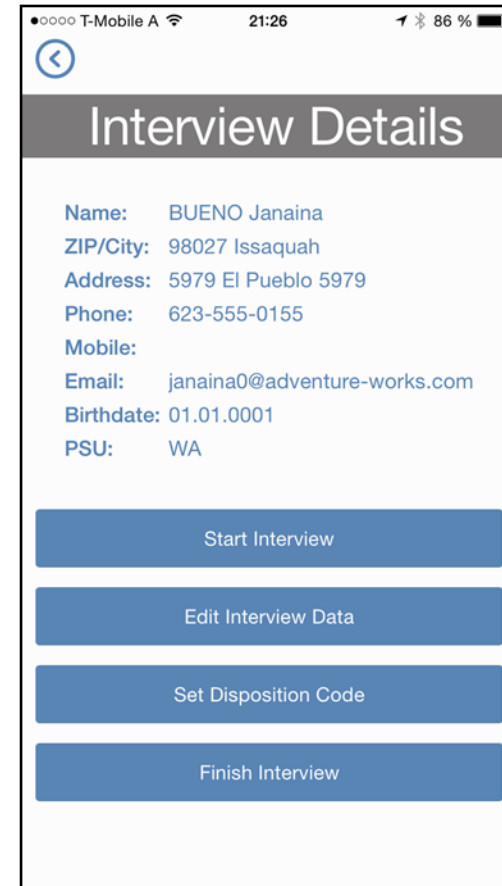 T-Mobile A 21:26 86 %
Interview Details
Name: BUENO Janaina
ZIP/City: 98027 Issaquah
Address: 5979 El Pueblo 5979
Phone: 623-555-0155
Mobile:
Email: janaina0@adventure-works.com
Birthdate: 01.01.0001
PSU: WA
Start Interview
Edit Interview Data
Set Disposition Code
Finish Interview